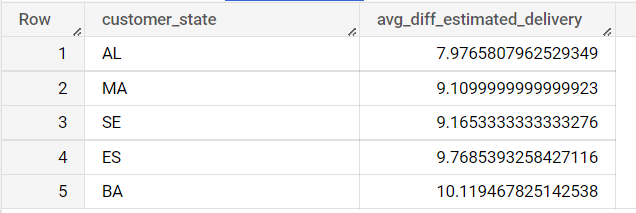 Row customer_state avg_diff_estimated_delivery
1 AL 7.9765807962529349
2 MA 9.1099999999999923
3 SE 9.1653333333333276
4 ES 9.7685393258427116
5 BA 10.119467825142538